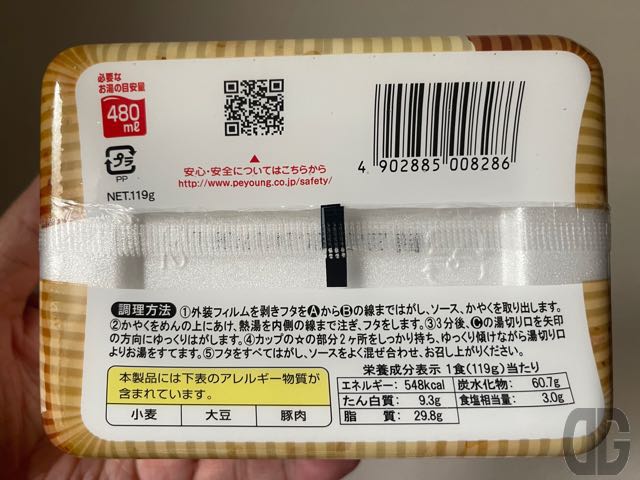 必要な
お湯の目安量
480
ml
プラ
PP
NET.119g
安心・安全についてはこちらから
http://www.peyoung.co.jp/safety/
4 902885 008286
調理方法 ①外装フィルムを剥きフタをⒶからⒷの線まではがし、ソース、かやくを取り出します。
②かやくをめんの上にあけ、熱湯を内側の線まで注ぎ、フタをします。③3分後、Ⓒの湯切り口を矢印
の方向にゆっくりはがします。④カップの☆の部分2ヶ所をしっかり持ち、ゆっくり傾けながら湯切り口
よりお湯をすてます。⑤フタをすべてはがし、ソースをよく混ぜ合わせ、お召し上がりください。
本製品には下表のアレルギー物質が
含まれています。
小麦 大豆 豚肉
栄養成分表示 1食(119g)当たり
エネルギー: 548kcal 炭水化物: 60.7g
たん白質: 9.3g 食塩相当量: 3.0g
脂質: 29.8g
DG